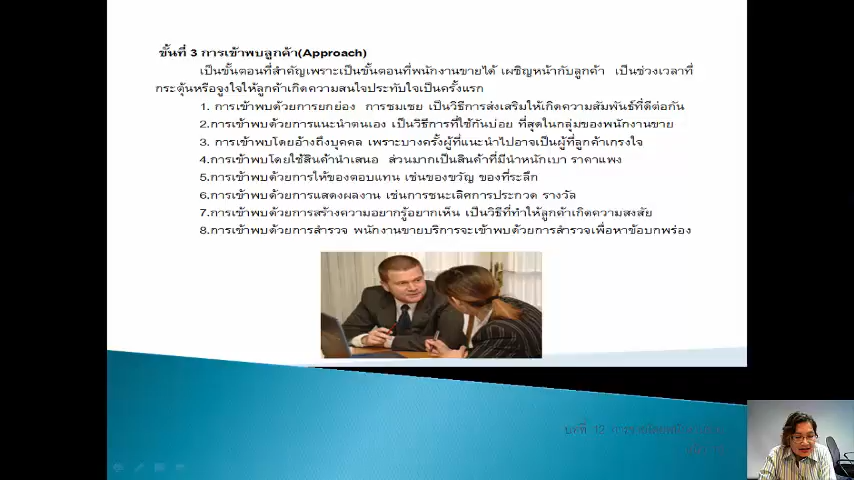 ขั้นที่ 3 การเข้าพบลูกค้า(Approach)
เป็นขั้นตอนที่สำคัญเพราะเป็นขั้นตอนที่พนักงานขายได้ เผชิญหน้ากับลูกค้า เป็นช่วงเวลาที่
กระตุ้นหรือจูงใจให้ลูกค้าเกิดความสนใจประทับใจเป็นครั้งแรก
1. การเข้าพบด้วยการยกย่อง การชมเชย เป็นวิธีการส่งเสริมให้เกิดความสัมพันธ์ที่ดีต่อกัน
2.การเข้าพบด้วยการแนะนำตนเอง เป็นวิธีการที่ใช้กันบ่อย ที่สุดในกลุ่มของพนักงานขาย
3. การเข้าพบโดยอ้างถึงบุคคล เพราะบางครั้งผู้ที่แนะนำไปอาจเป็นผู้ที่ลูกค้าเกรงใจ
4.การเข้าพบโดยใช้สินค้านำเสนอ ส่วนมากเป็นสินค้าที่มีน้ำหนักเบา ราคาแพง
5.การเข้าพบด้วยการให้ของตอบแทน เช่นของขวัญ ของที่ระลึก
6.การเข้าพบด้วยการแสดงผลงาน เช่นการชนะเลิศการประกวด รางวัล
7.การเข้าพบด้วยการสร้างความอยากรู้อยากเห็น เป็นวิธีที่ทำให้ลูกค้าเกิดความสงสัย
8.การเข้าพบด้วยการสำรวจ พนักงานขายบริการจะเข้าพบด้วยการสำรวจเพื่อหาข้อบกพร่อง
บทที่ 13